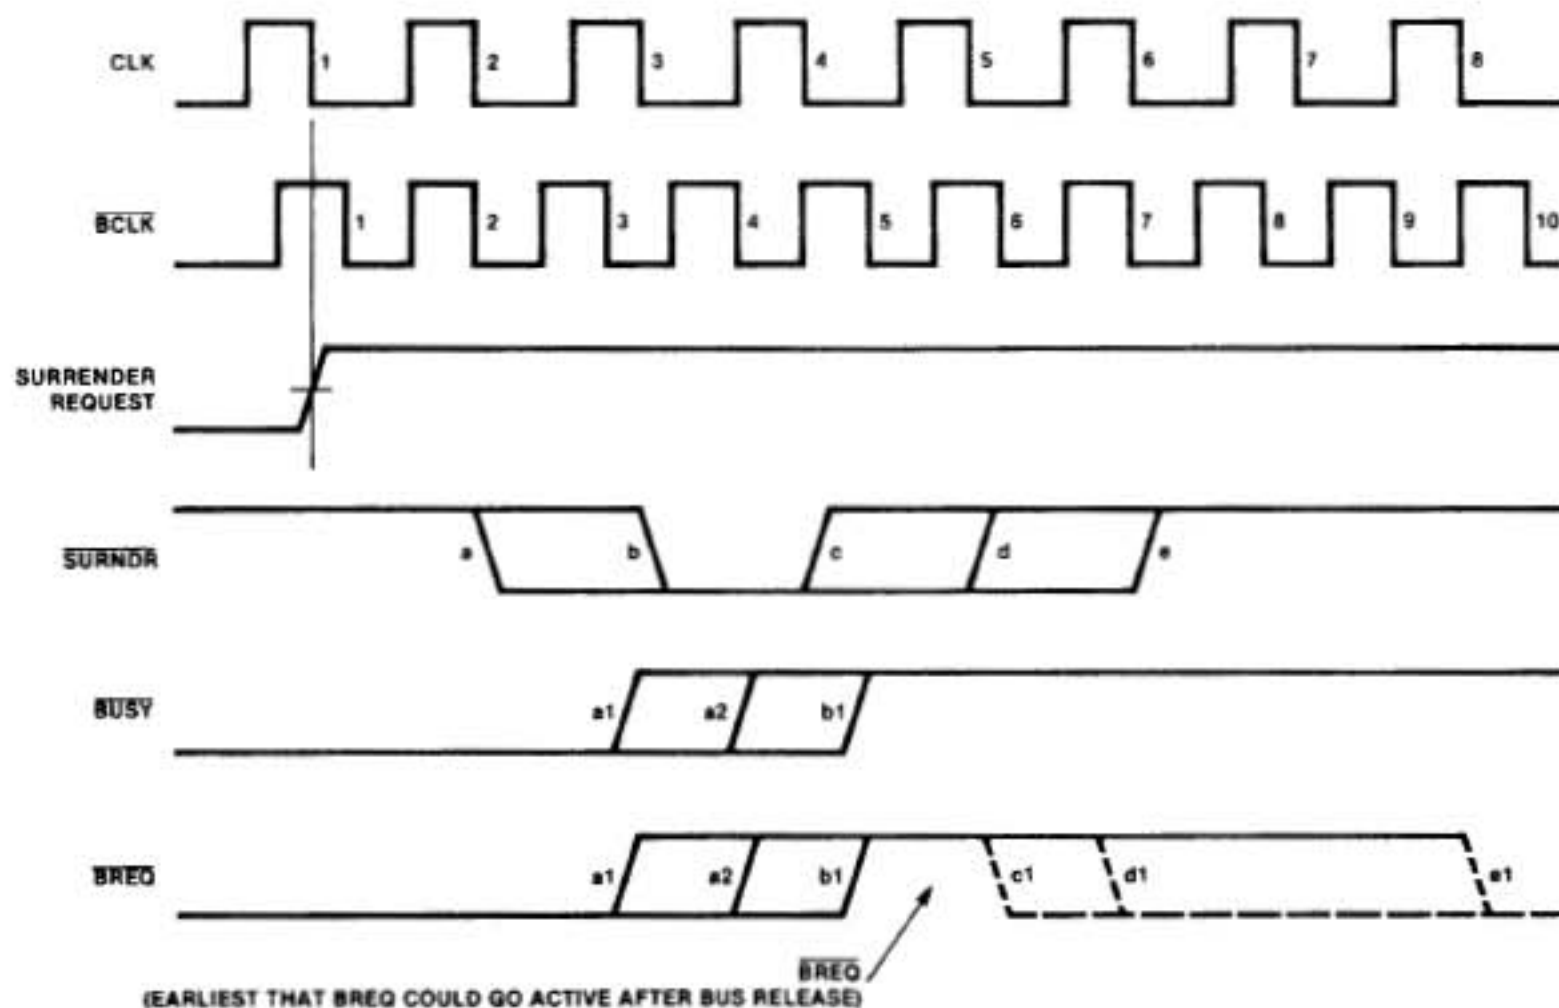 CLK 1 2 3 4 5 6 7 8
BCLK 1 2 3 4 5 6 7 8 9 10
SURRENDER
REQUEST
SURNDR a b c d e
BUSY a1 a2 b1
BREQ a1 a2 b1 c1 d1 e1
BREQ
(EARLIEST THAT BREQ COULD GO ACTIVE AFTER BUS RELEASE)